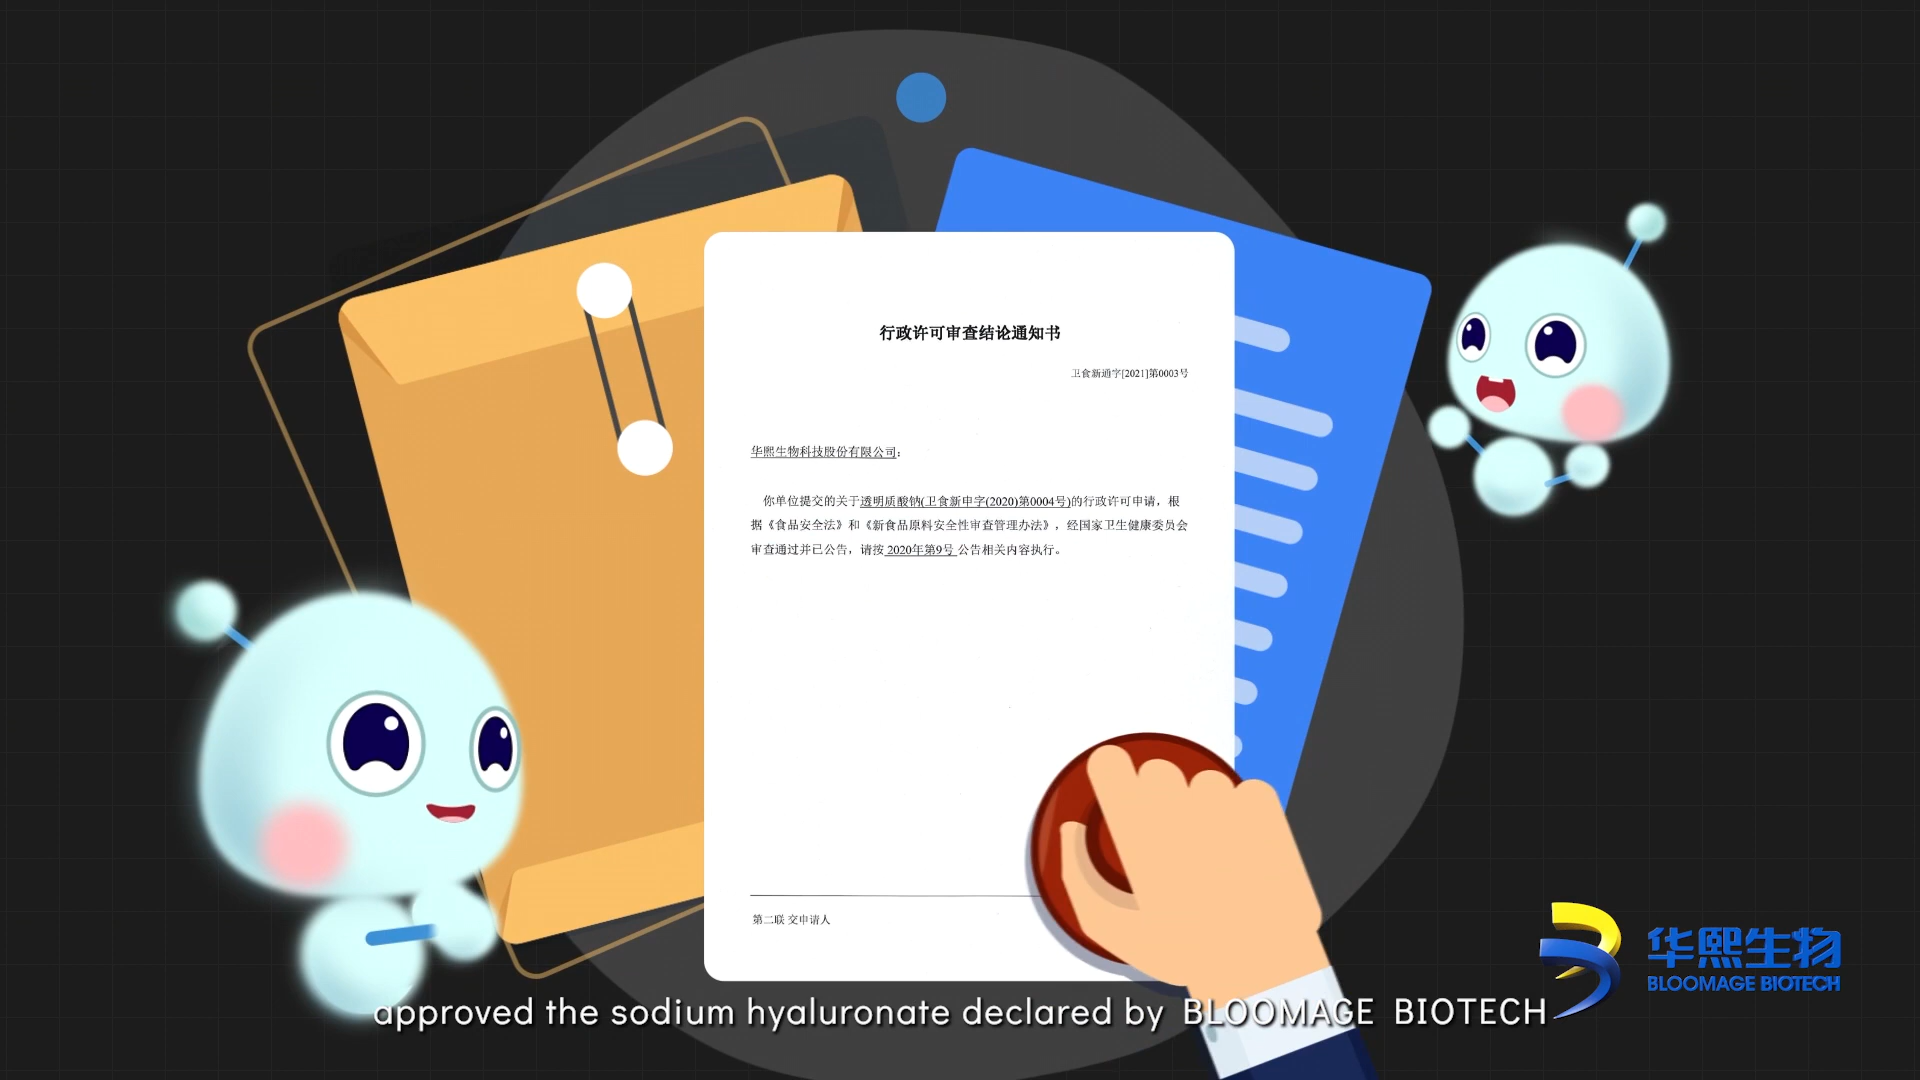 行政许可审查结论通知书
卫食新通字[2021]第0003号
华熙生物科技股份有限公司：
你单位提交的关于透明质酸钠(卫食新申字(2020)第0004号)的行政许可申请，根
据《食品安全法》和《新食品原料安全性审查管理办法》，经国家卫生健康委员会
审查通过并已公告，请按 2020年第9号 公告相关内容执行。
第二联 交申请人
华熙生物
BLOOMAGE BIOTECH
approved the sodium hyaluronate declared by BLOOMAGE BIOTECH